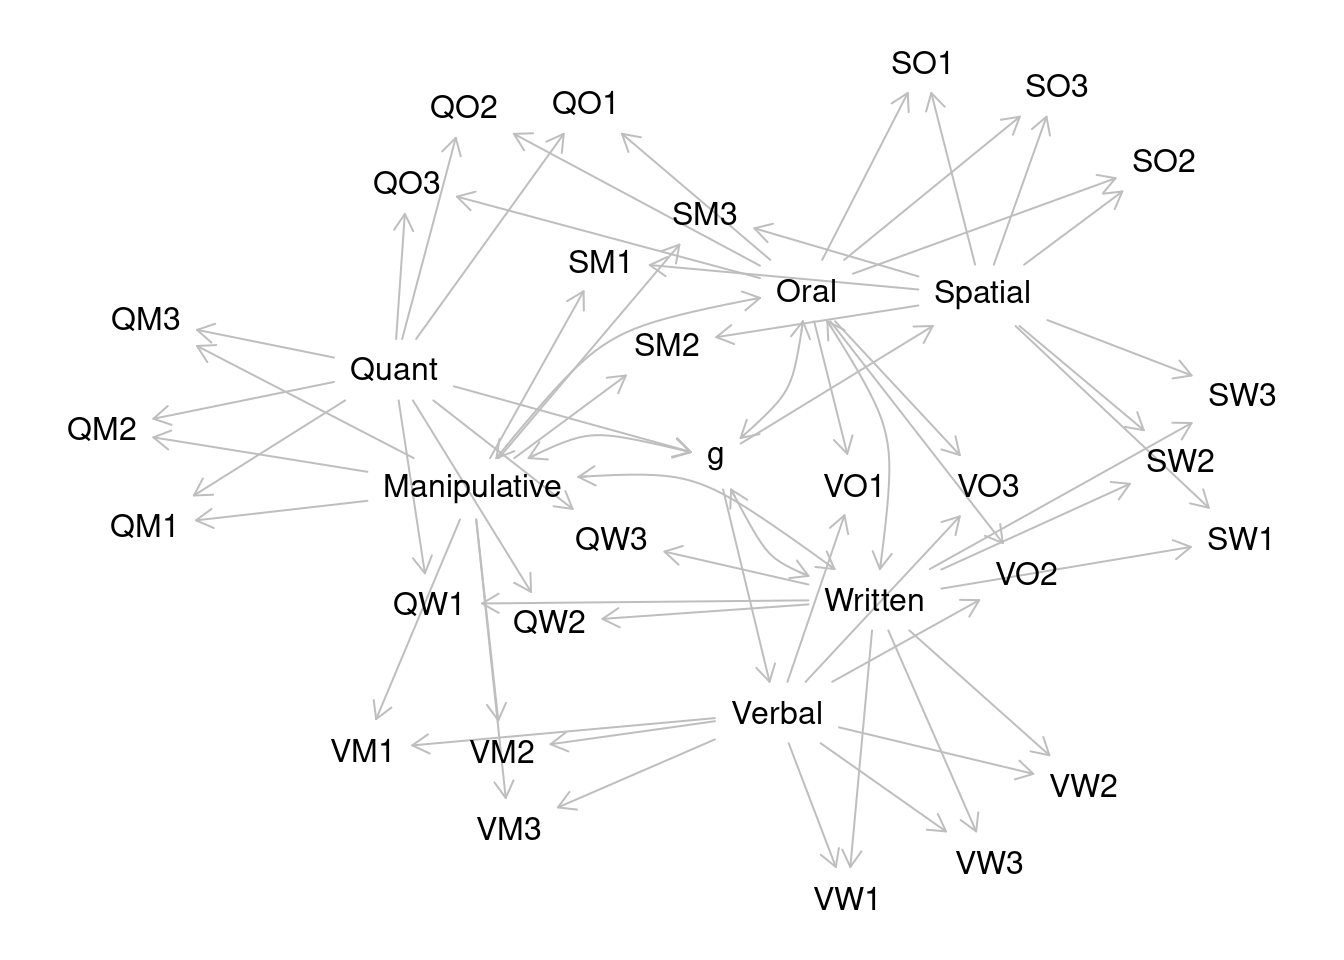 SO1
SO3
QO2
QO1
SO2
QO3
SM3
SM1
Oral
Spatial
QM3
SM2
Quant
SW3
QM2
g
SW2
Manipulative
VO1
VO3
QM1
QW3
SW1
VO2
QW1
QW2
Written
Verbal
VM1
VM2
VW2
VM3
VW3
VW1